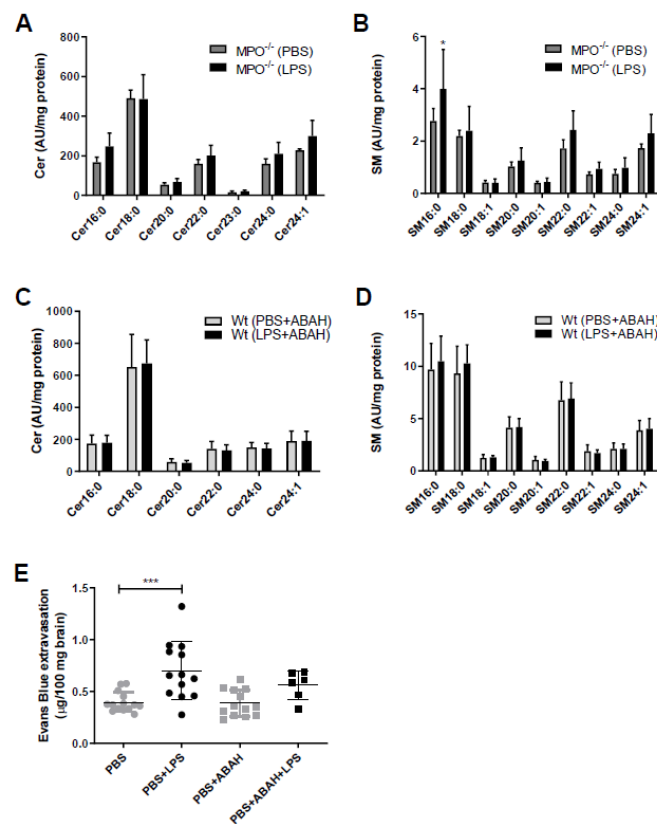 A
Cer (AU/mg protein)
800
600
400
200
0
MPO-/- (PBS)
MPO-/- (LPS)
Cer16:0
Cer18:0
Cer20:0
Cer22:0
Cer23:0
Cer24:0
Cer24:1
B
SM (AU/mg protein)
6
4
2
0
*
MPO-/- (PBS)
MPO-/- (LPS)
SM16:0
SM18:0
SM18:1
SM20:0
SM20:1
SM22:0
SM22:1
SM24:0
SM24:1
C
Cer (AU/mg protein)
1000
800
600
400
200
0
Wt (PBS+ABAH)
Wt (LPS+ABAH)
Cer16:0
Cer18:0
Cer20:0
Cer22:0
Cer24:0
Cer24:1
D
SM (AU/mg protein)
15
10
5
0
Wt (PBS+ABAH)
Wt (LPS+ABAH)
SM16:0
SM18:0
SM18:1
SM20:0
SM20:1
SM22:0
SM22:1
SM24:0
SM24:1
E
Evans Blue extravasation
(µg/100 mg brain)
1.5
1.0
0.5
0.0
***
PBS
PBS+LPS
PBS+ABAH
PBS+ABAH+LPS